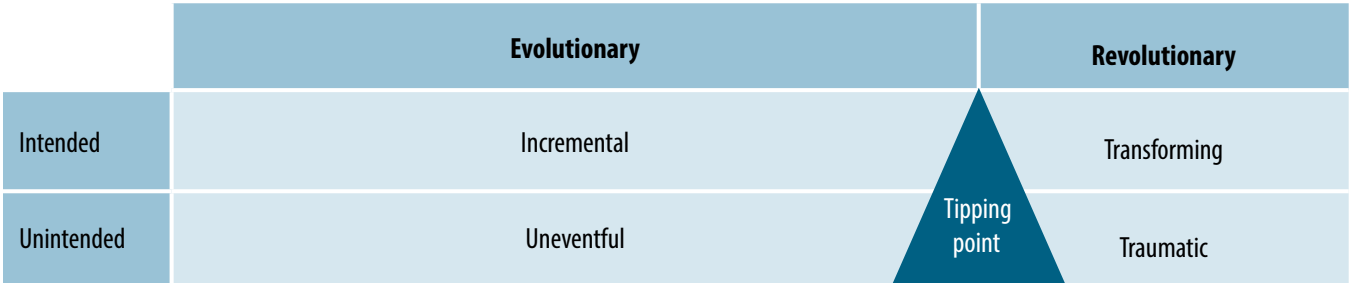 Evolutionary
Revolutionary
Intended
Incremental
Transforming
Unintended
Uneventful
Tipping
point
Traumatic